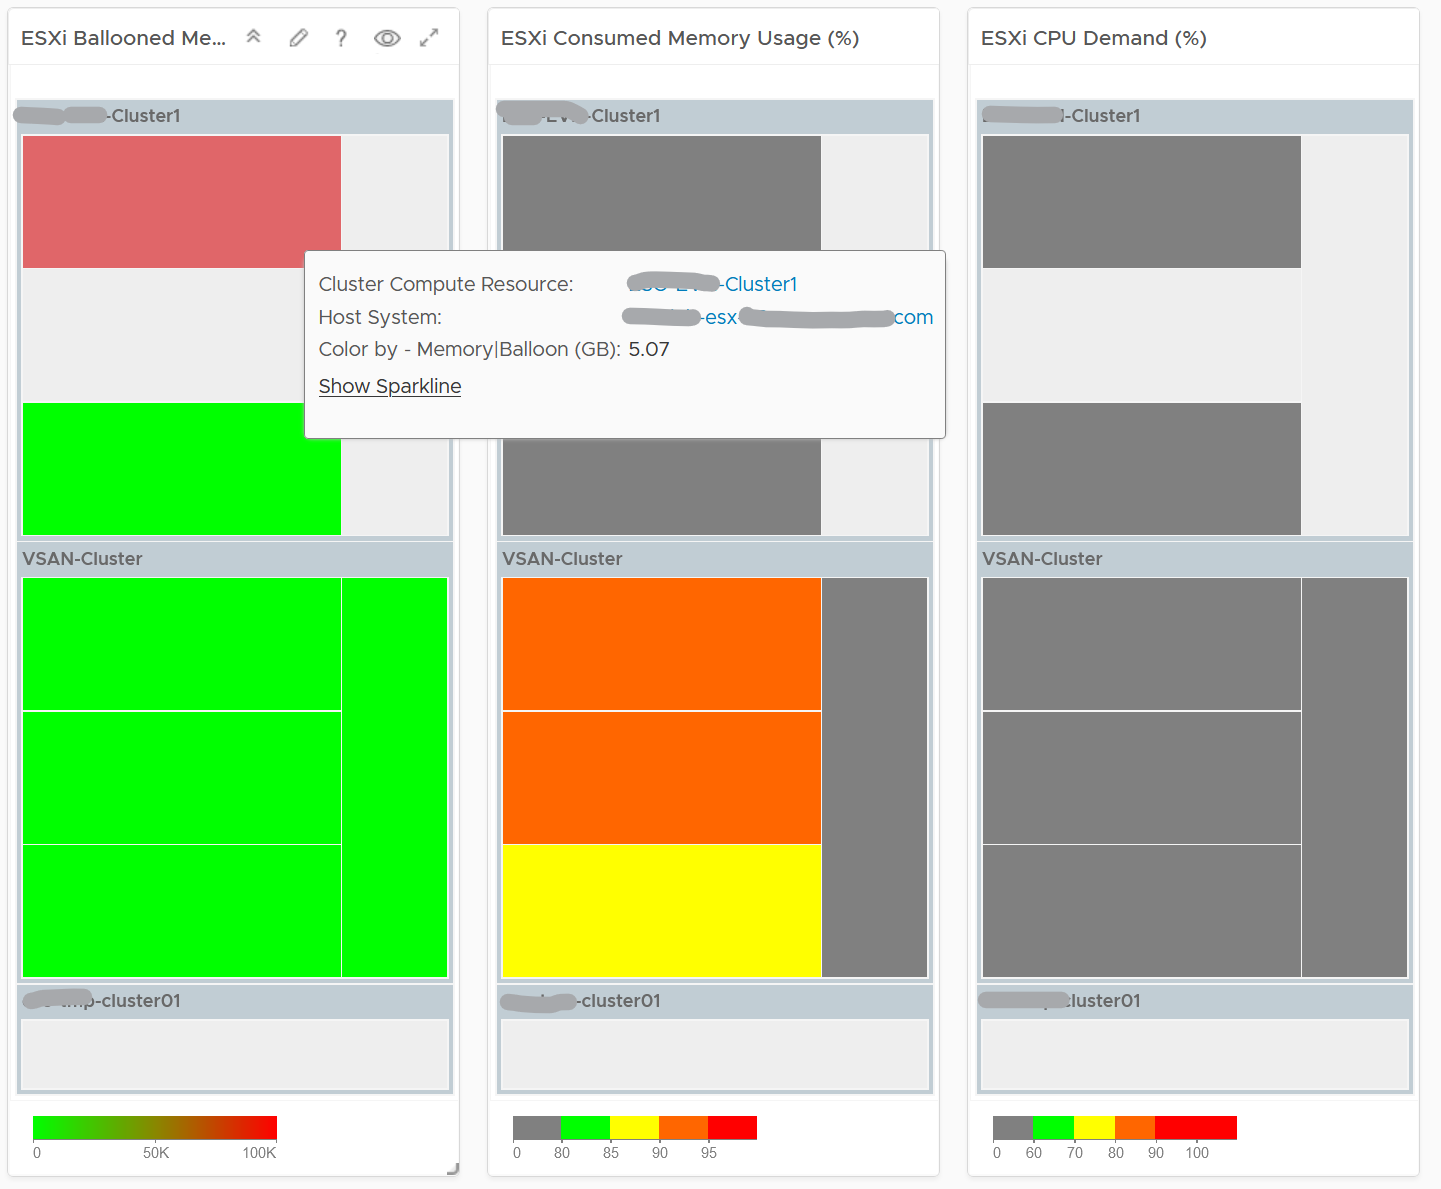 ESXi Ballooned Me... ?
ESXi Consumed Memory Usage (%)
ESXi CPU Demand (%)
-Cluster1
-Cluster1
-Cluster1
Cluster Compute Resource: -Cluster1
Host System: -esx- com
Color by - Memory|Balloon (GB): 5.07
Show Sparkline
VSAN-Cluster
VSAN-Cluster
VSAN-Cluster
-cluster01
-cluster01
cluster01
0 50K 100K
0 80 85 90 95
0 60 70 80 90 100